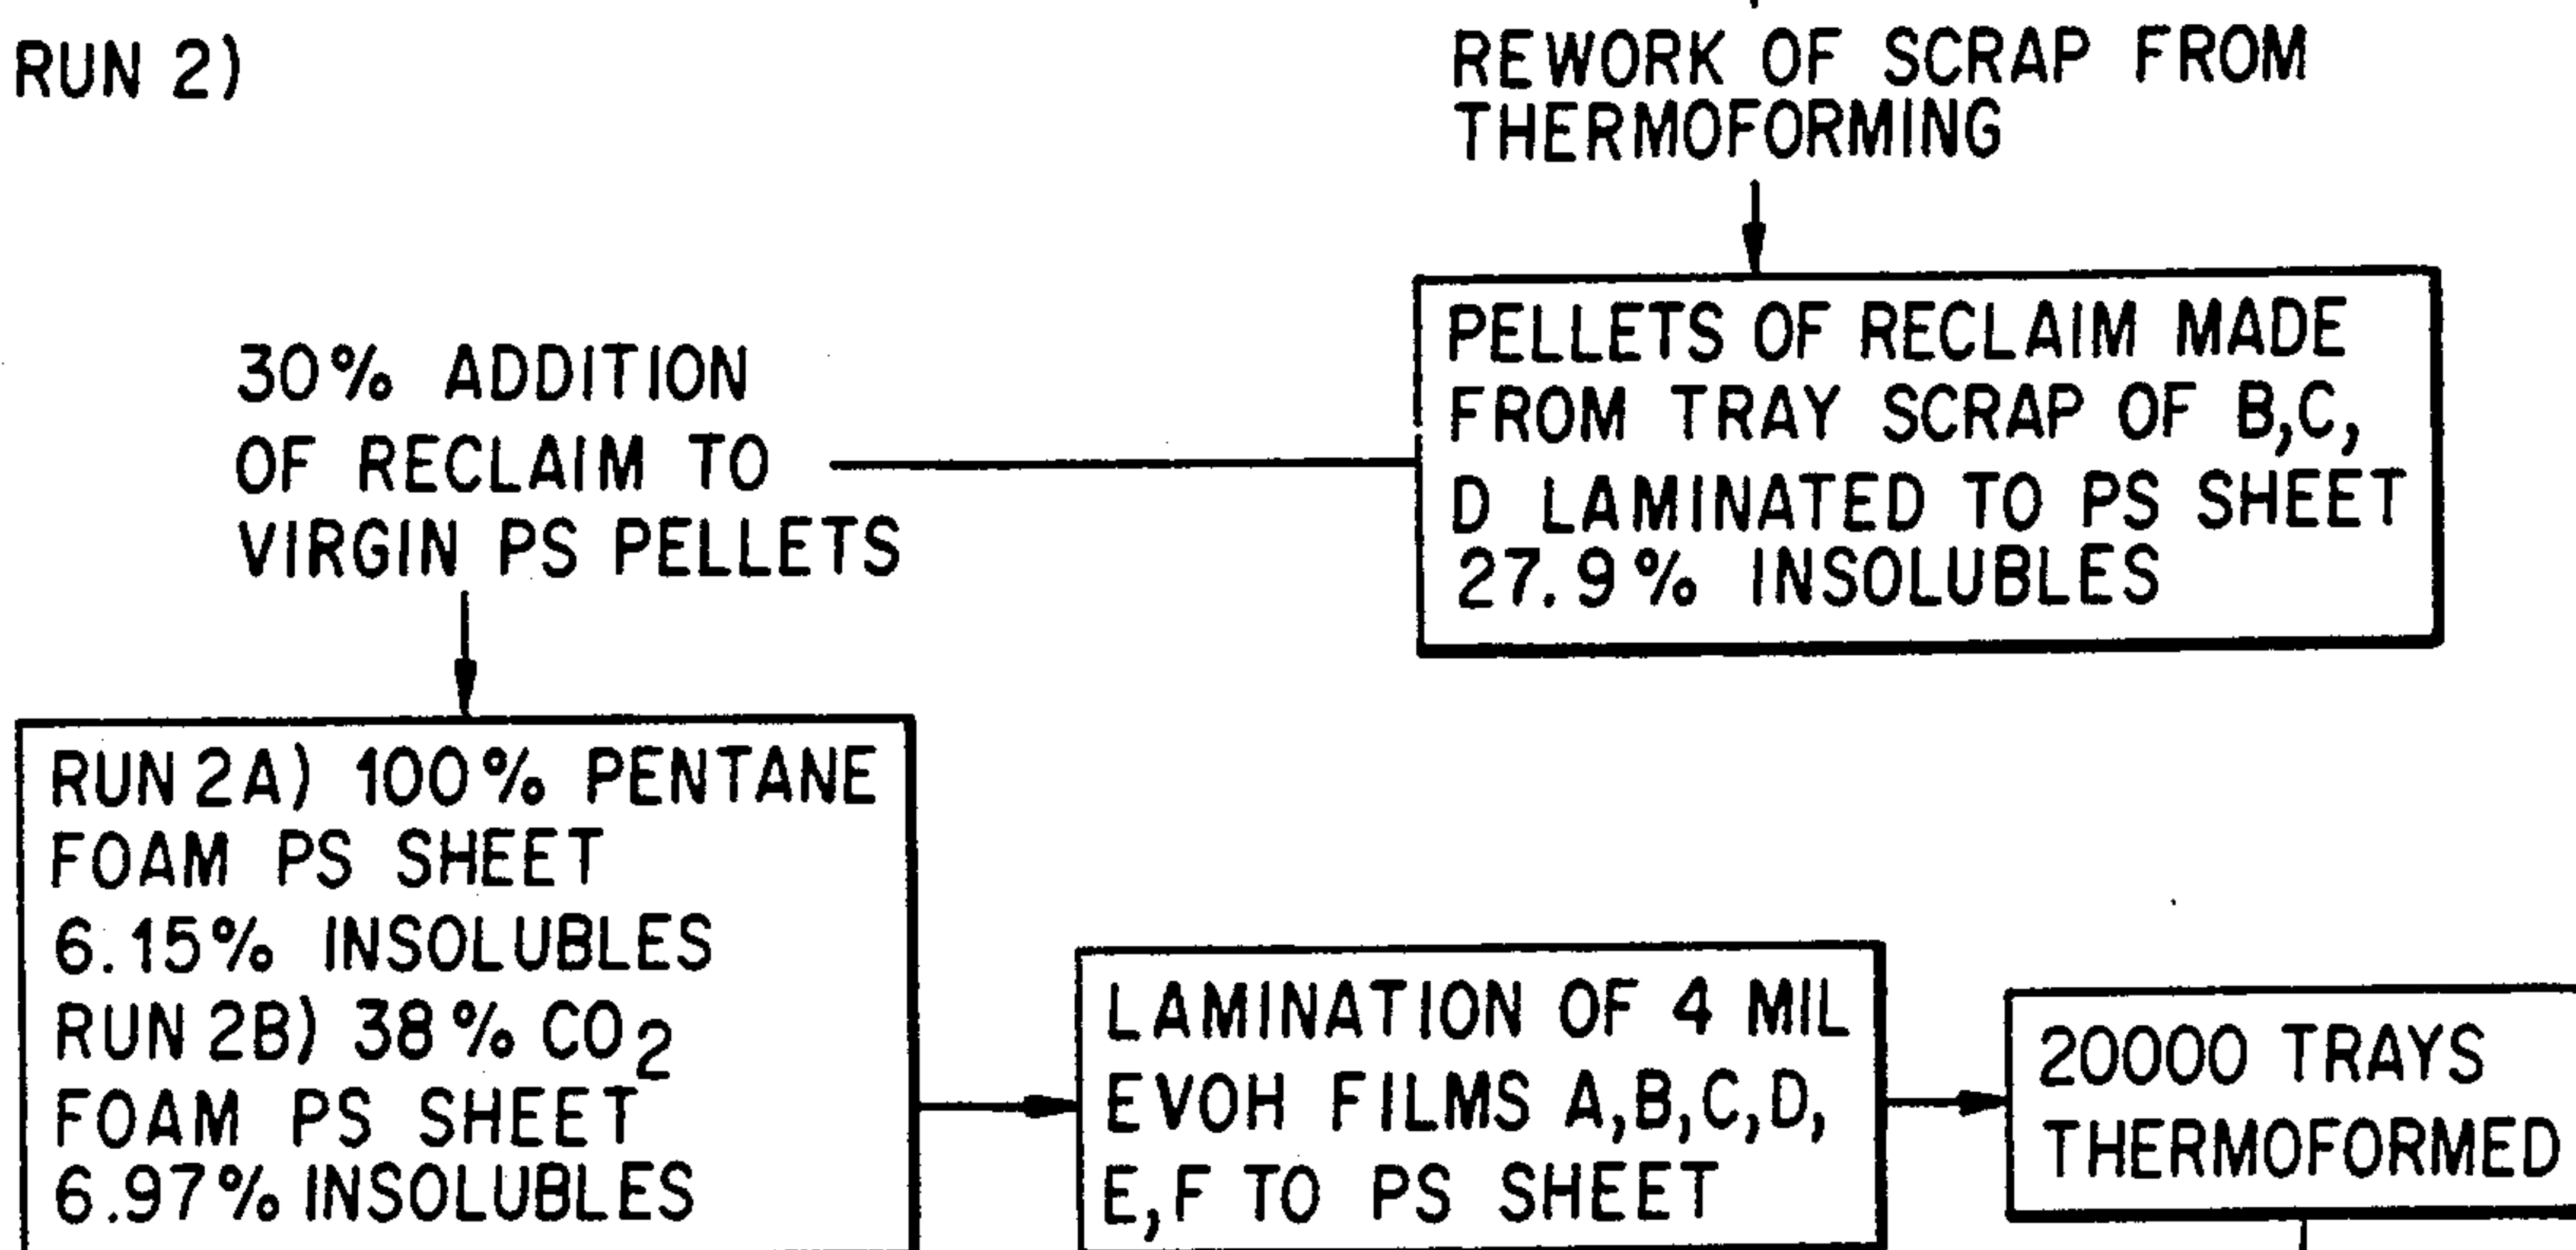 RUN 2)
REWORK OF SCRAP FROM
THERMOFORMING
PELLETS OF RECLAIM MADE
FROM TRAY SCRAP OF B,C,
D LAMINATED TO PS SHEET
27.9% INSOLUBLES
30% ADDITION
OF RECLAIM TO
VIRGIN PS PELLETS
RUN 2A) 100% PENTANE
FOAM PS SHEET
6.15% INSOLUBLES
RUN 2B) 38% CO2
FOAM PS SHEET
6.97% INSOLUBLES
LAMINATION OF 4 MIL
EVOH FILMS A,B,C,D,
E,F TO PS SHEET
20000 TRAYS
THERMOFORMED